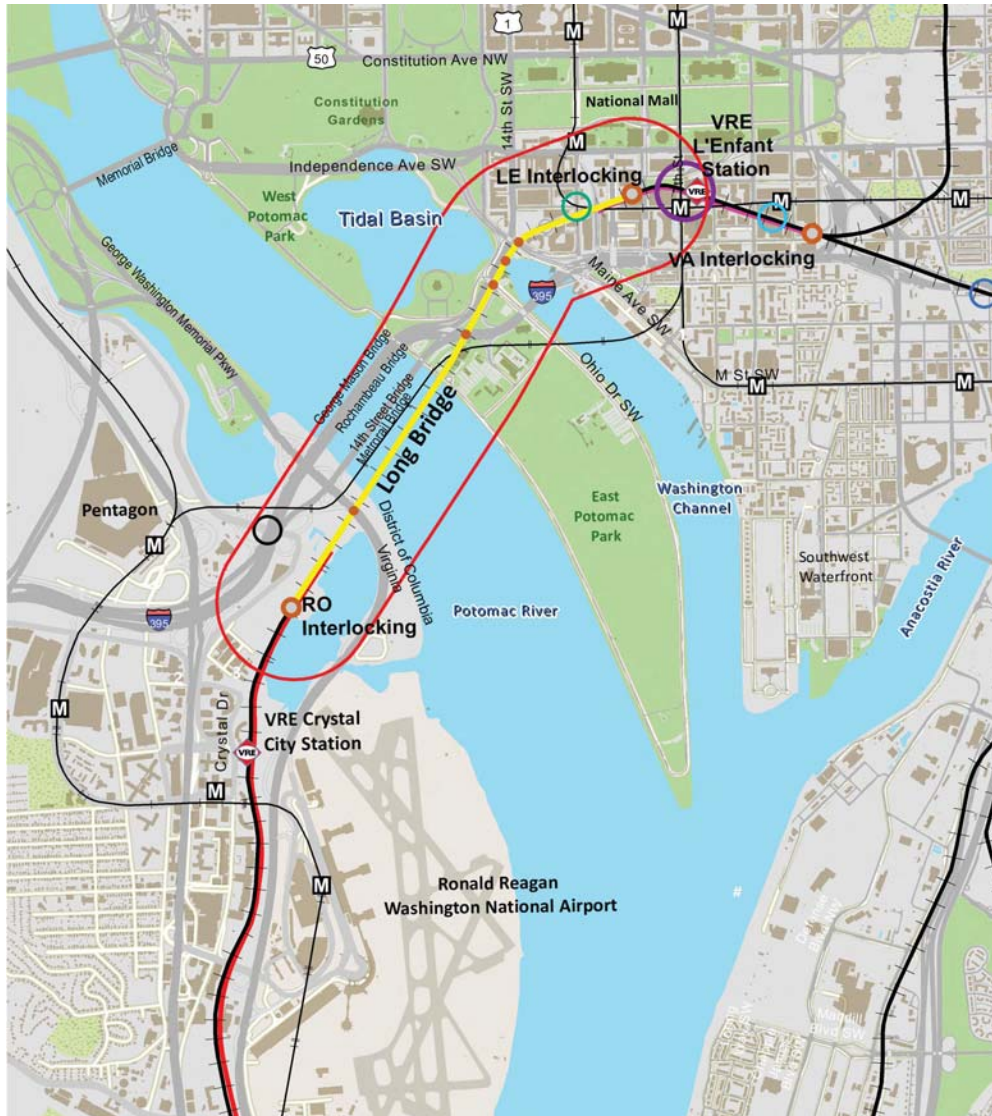 1
50
Constitution Ave NW
14th St SW
M
M
National Mall
Constitution
Gardens
VRE
L'Enfant
Station
M
Memorial Bridge
Independence Ave SW
LE Interlocking
West
Potomac
Park
Tidal Basin
VRE
M
M
M
VA Interlocking
George Washington Memorial Pkwy
395
Maine Ave SW
George Mason Bridge
Rochambeau Bridge
14th Street Bridge
Metrorail Bridge
Long Bridge
Ohio Dr SW
M St SW
M
M
Pentagon
M
East
Potomac
Park
Washington
Channel
District of Columbia
Virginia
Southwest
Waterfront
Anacostia River
RO
Interlocking
395
Potomac River
M
Crystal Dr
VRE Crystal
City Station
VRE
M
M
Ronald Reagan
Washington National Airport
#
Blvd SW